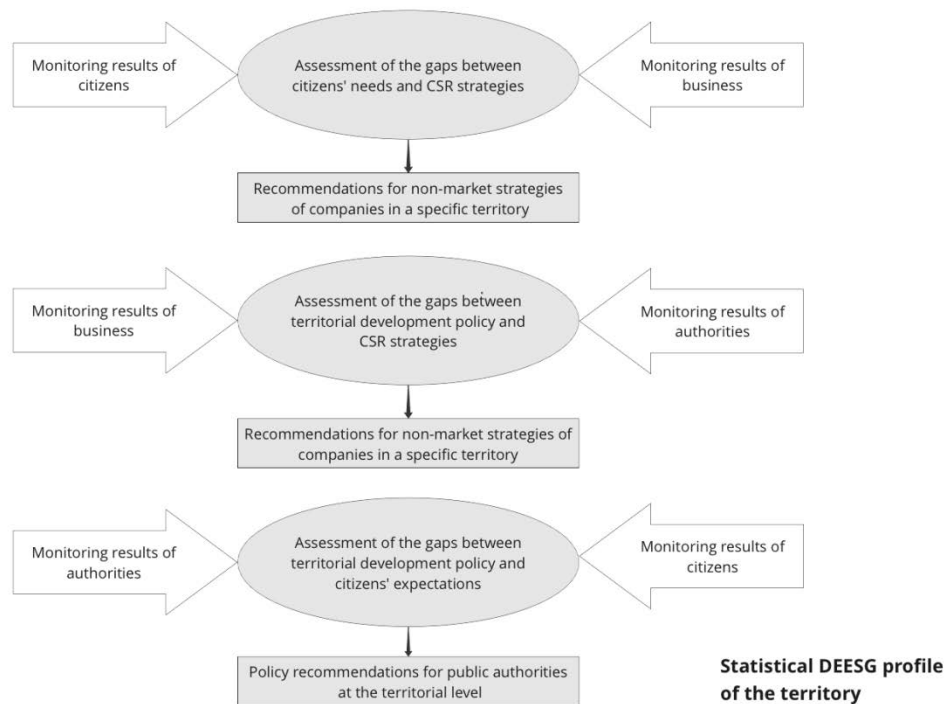 Monitoring results of
citizens
Assessment of the gaps between
citizens' needs and CSR strategies
Monitoring results of
business
Recommendations for non-market strategies
of companies in a specific territory
Monitoring results of
business
Assessment of the gaps between
territorial development policy and
CSR strategies
Monitoring results of
authorities
Recommendations for non-market strategies of
companies in a specific territory
Monitoring results of
authorities
Assessment of the gaps between
territorial development policy and
citizens' expectations
Monitoring results of
citizens
Policy recommendations for public authorities
at the territorial level
Statistical DEESG profile
of the territory